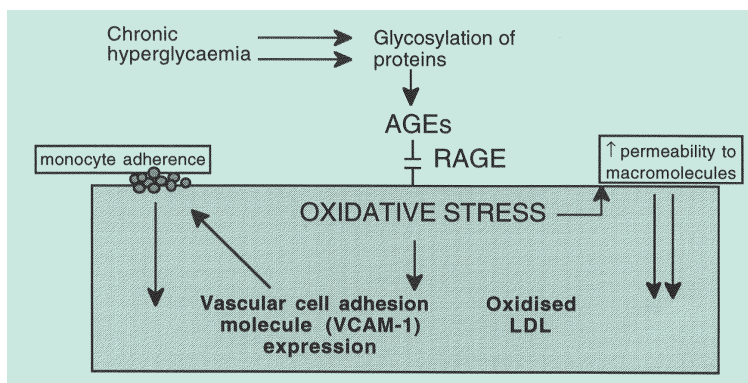 Chronic
hyperglycaemia
Glycosylation of
proteins
AGEs
RAGE
monocyte adherence
↑ permeability to
macromolecules
OXIDATIVE STRESS
Vascular cell adhesion
molecule (VCAM-1)
expression
Oxidised
LDL